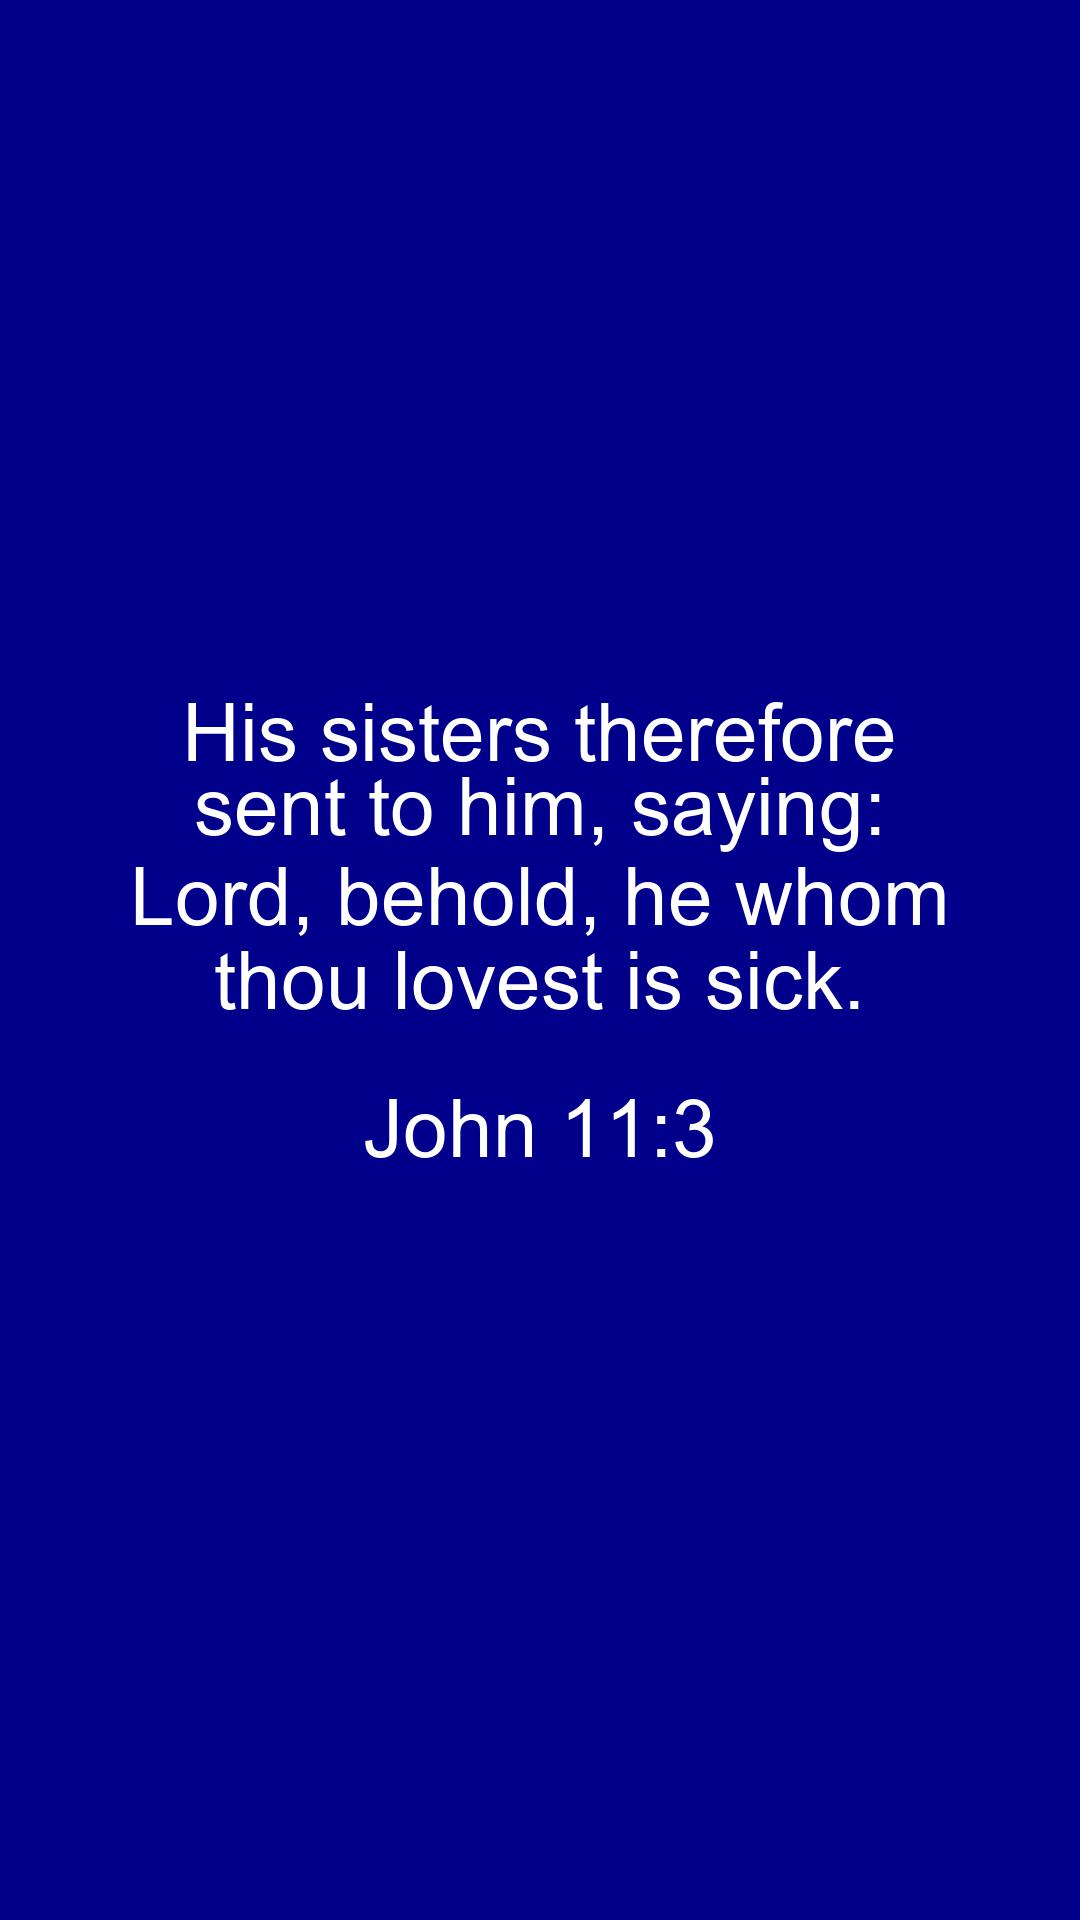 His sisters therefore
sent to him, saying:
Lord, behold, he whom
thou lovest is sick.
John 11:3